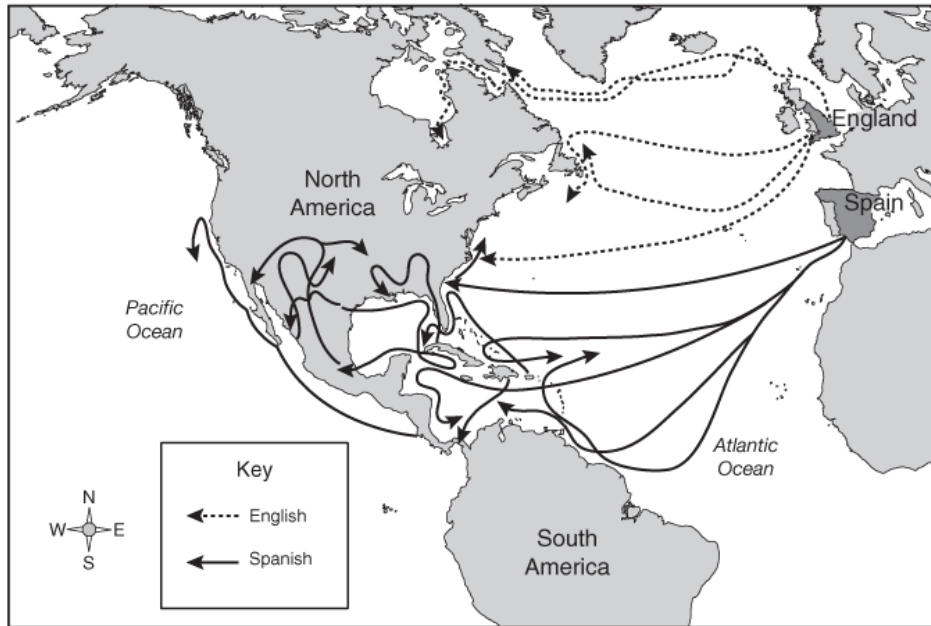 England
North
America
Spain
Pacific
Ocean
Atlantic
Ocean
Key
English
Spanish
N
W
E
S
South
America